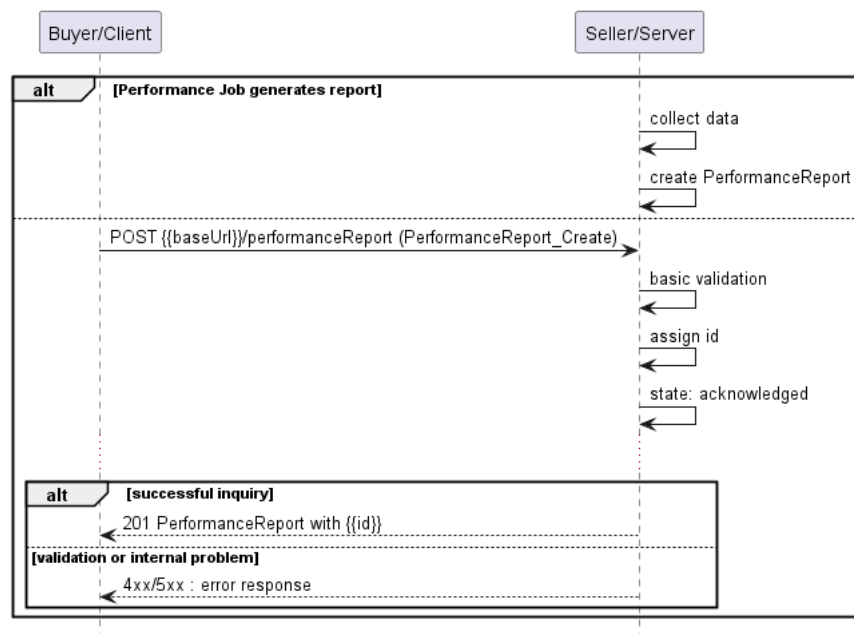 Buyer/Client
Seller/Server
alt
[Performance Job generates report]
collect data
create PerformanceReport
POST {{baseUrl}}/performanceReport (PerformanceReport_Create)
basic validation
assign id
state: acknowledged
alt
[successful inquiry]
201 PerformanceReport with {{id}}
[validation or internal problem]
4xx/5xx : error response